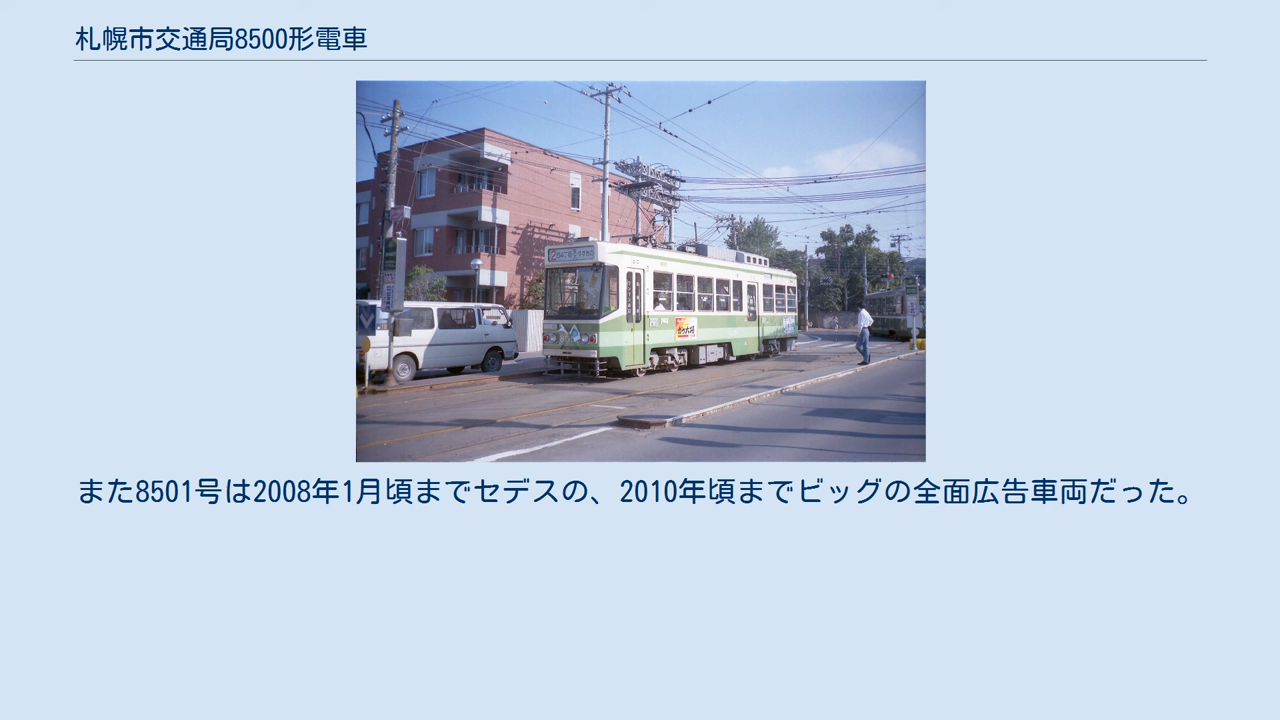 札幌市交通局8500形電車
また8501号は2008年1月頃までセデスの、2010年頃までビッグの全面広告車両だった。